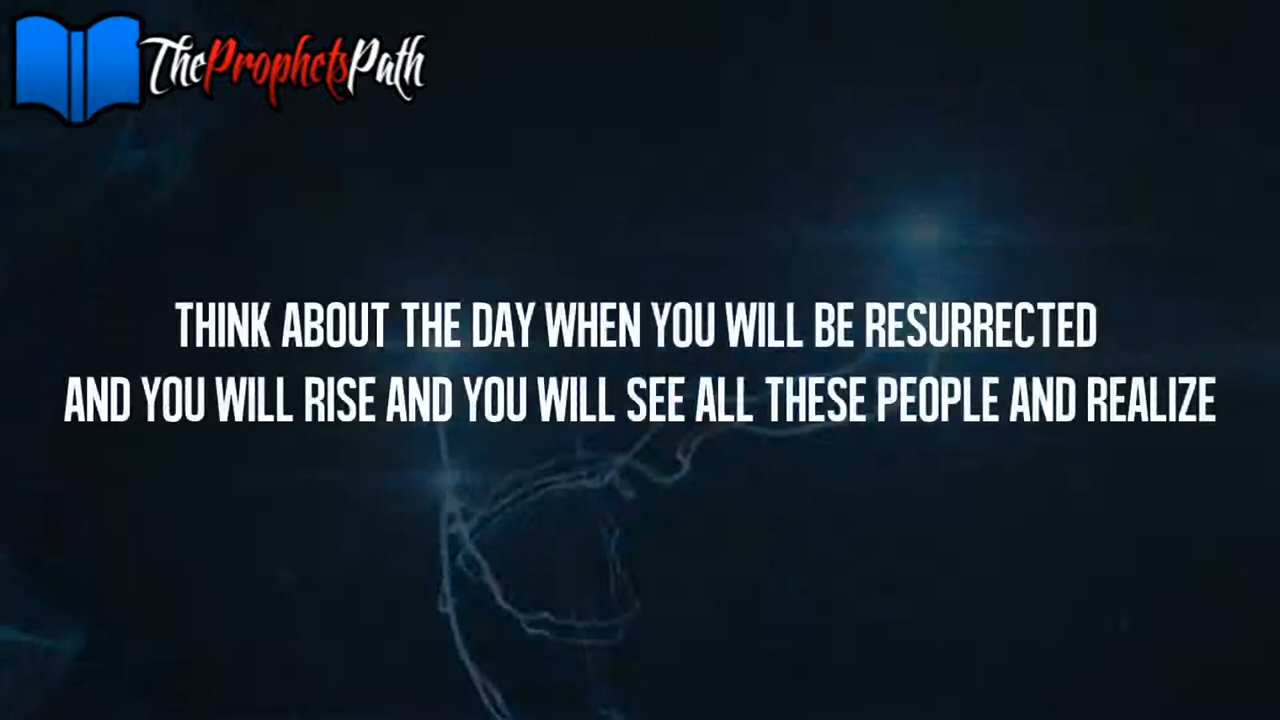 TheProphetsPath
THINK ABOUT THE DAY WHEN YOU WILL BE RESURRECTED
AND YOU WILL RISE AND YOU WILL SEE ALL THESE PEOPLE AND REALIZE